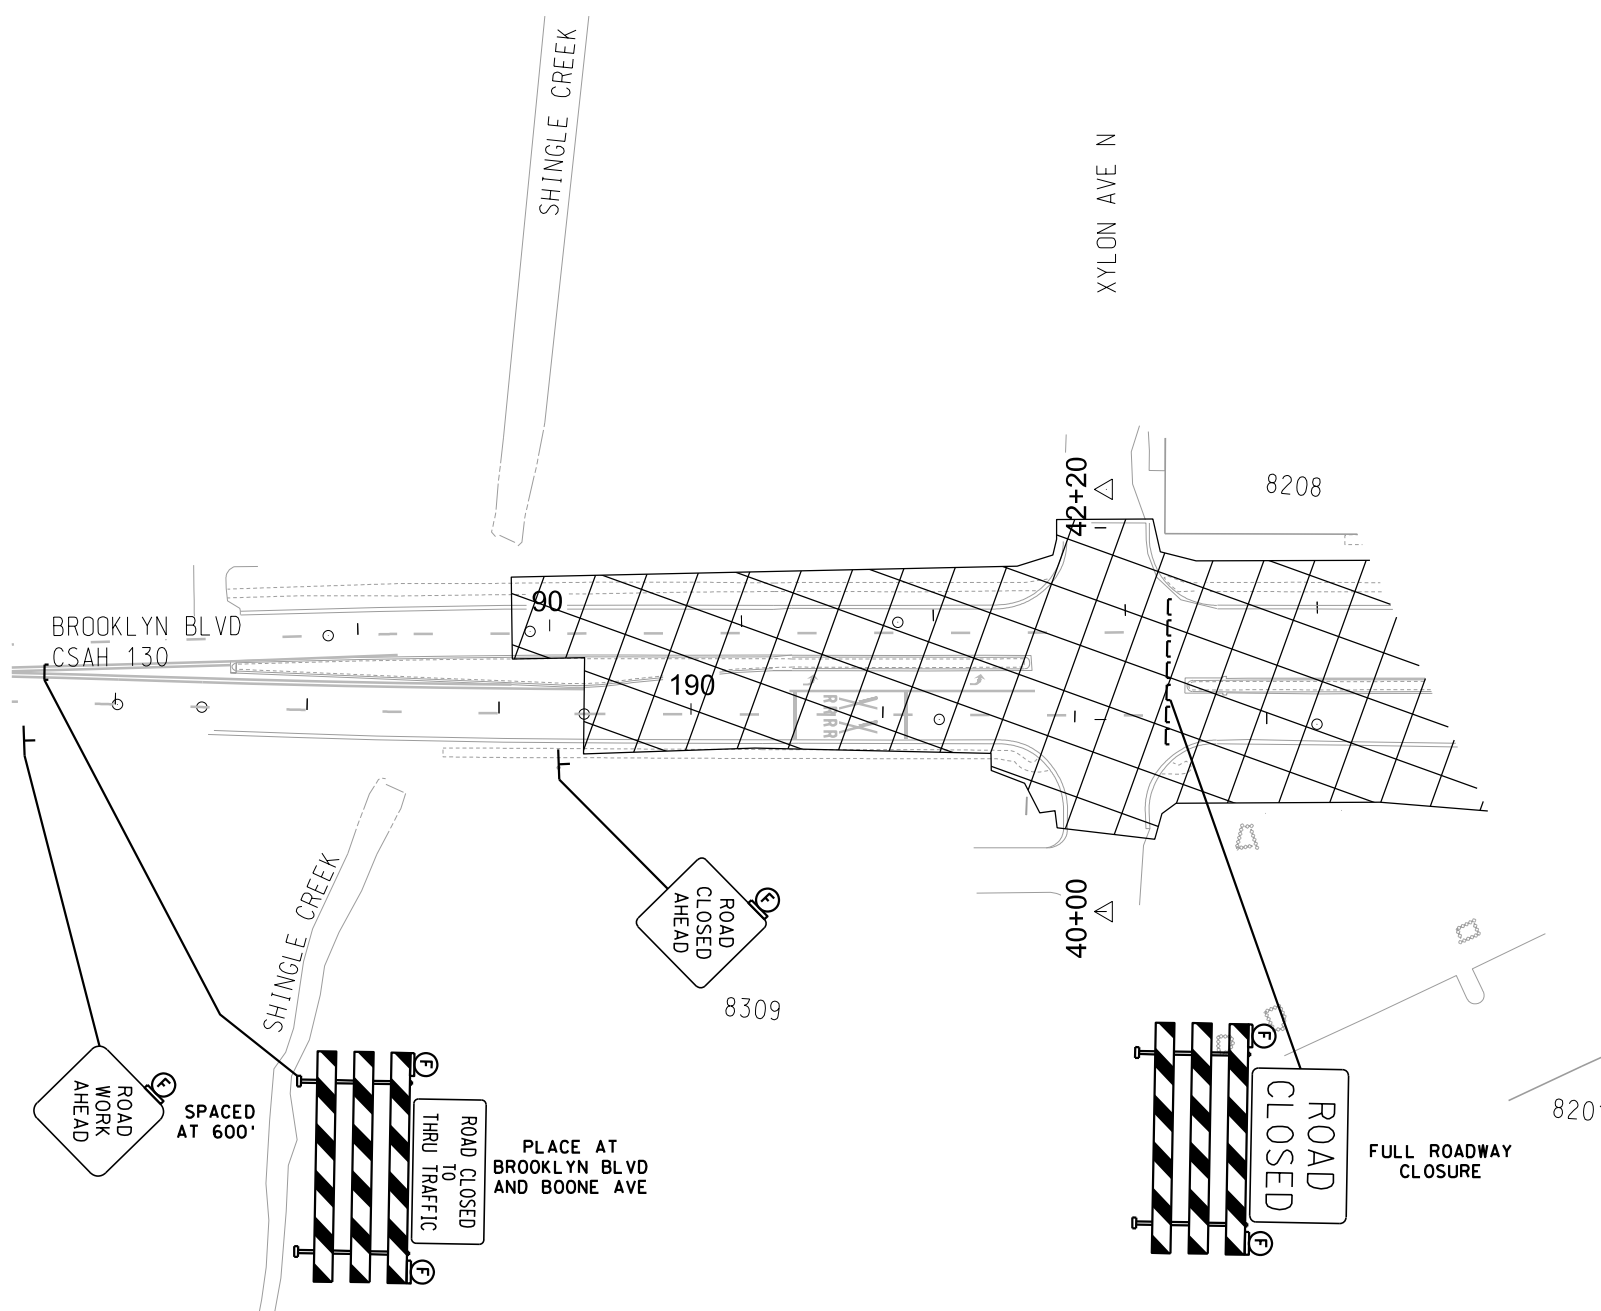 SHINGLE CREEK
XYLON AVE N
42+20
8208
90
BROOKLYN BLVD
CSAH 130
190
RR
RR
ROAD
CLOSED
AHEAD
F
SHINGLE CREEK
40+00
8309
ROAD
WORK
AHEAD
F
SPACED
AT 600'
F
ROAD CLOSED
TO
THRU TRAFFIC
F
PLACE AT
BROOKLYN BLVD
AND BOONE AVE
F
ROAD
CLOSED
F
FULL ROADWAY
CLOSURE